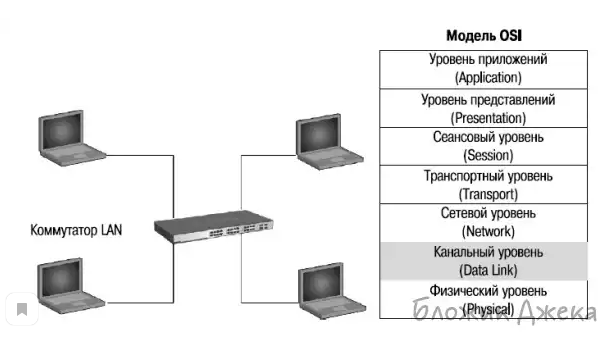 Модель OSI
Уровень приложений
(Application)
Уровень представлений
(Presentation)
Сеансовый уровень
(Session)
Транспортный уровень
(Transport)
Сетевой уровень
(Network)
Канальный уровень
(Data Link)
Физический уровень
(Physical)
Коммутатор LAN
Бложик Джека